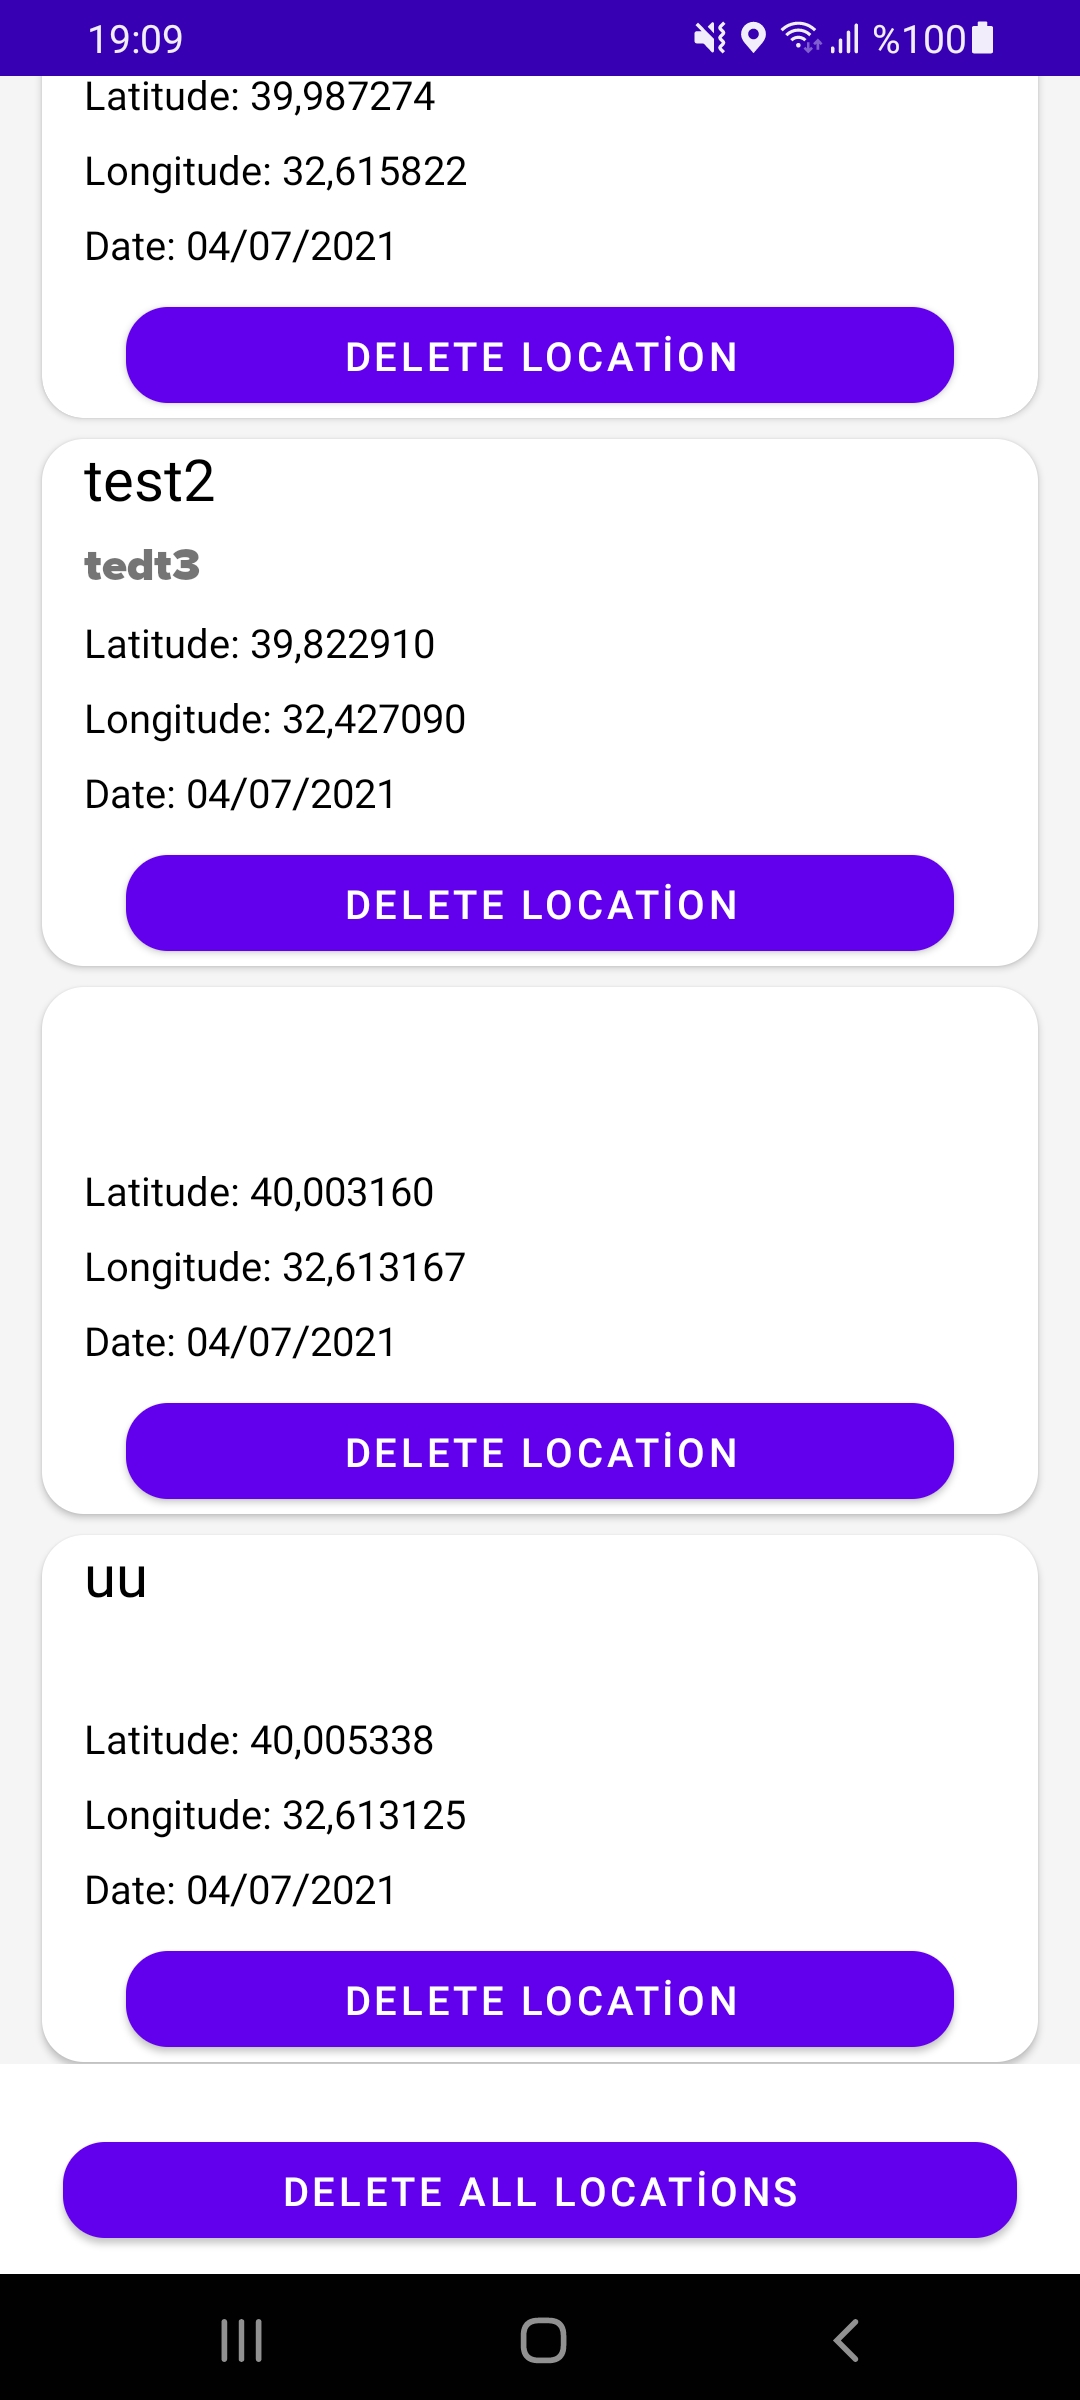 19:09 %100
Latitude: 39,987274
Longitude: 32,615822
Date: 04/07/2021
DELETE LOCATİON
test2
tedt3
Latitude: 39,822910
Longitude: 32,427090
Date: 04/07/2021
DELETE LOCATİON
Latitude: 40,003160
Longitude: 32,613167
Date: 04/07/2021
DELETE LOCATİON
uu
Latitude: 40,005338
Longitude: 32,613125
Date: 04/07/2021
DELETE LOCATİON
DELETE ALL LOCATİONS